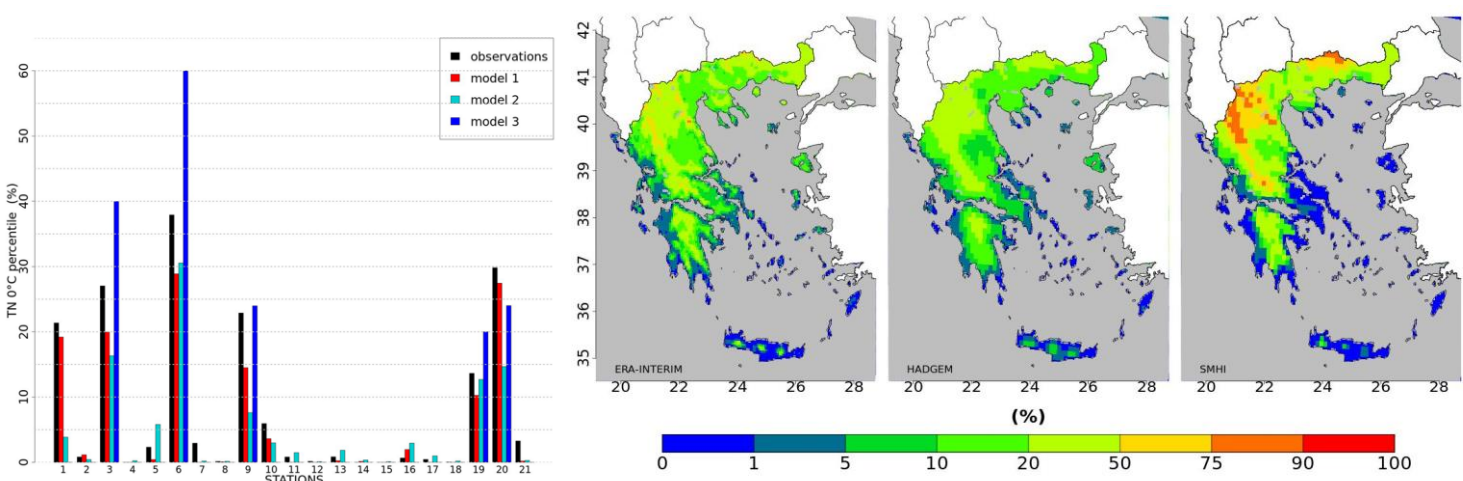 TN 0°C percentile (%)
60
50
40
30
20
10
0
observations
model 1
model 2
model 3
1 2 3 4 5 6 7 8 9 10 11 12 13 14 15 16 17 18 19 20 21
STATIONS
42
41
40
39
38
37
36
35
ERA-INTERIM
HADGEM
SMHI
20 22 24 26 28
20 22 24 26 28
20 22 24 26 28
(%)
0 1 5 10 20 50 75 90 100